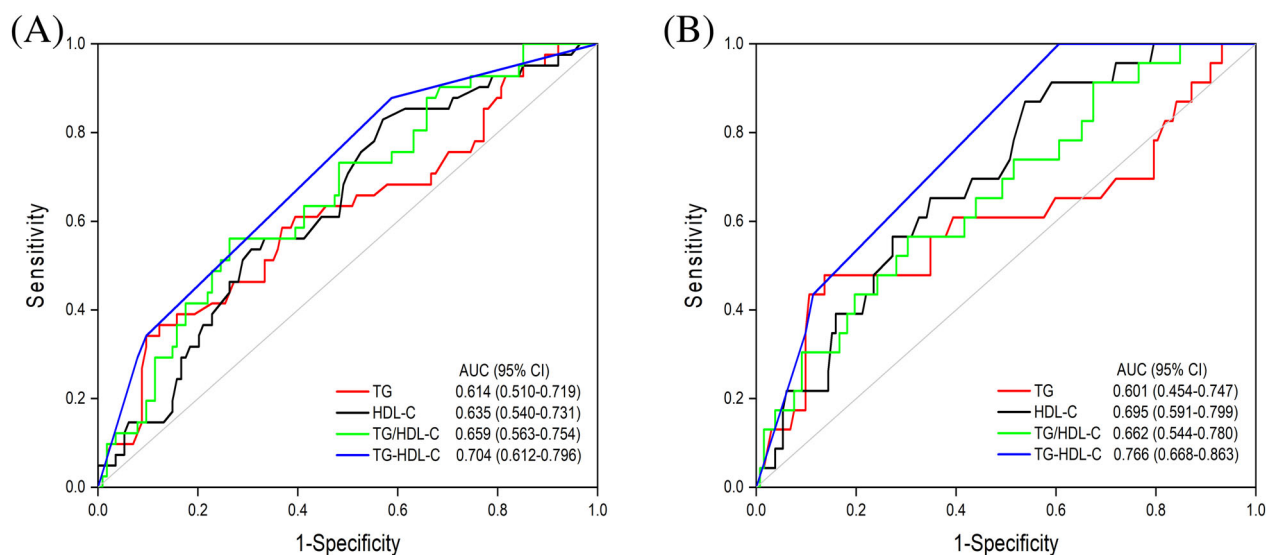 (A)
1.0
0.8
0.6
0.4
0.2
0.0
Sensitivity
AUC (95% CI)
TG 0.614 (0.510-0.719)
HDL-C 0.635 (0.540-0.731)
TG/HDL-C 0.659 (0.563-0.754)
TG-HDL-C 0.704 (0.612-0.796)
0.0 0.2 0.4 0.6 0.8 1.0
1-Specificity
(B)
1.0
0.8
0.6
0.4
0.2
0.0
Sensitivity
AUC (95% CI)
TG 0.601 (0.454-0.747)
HDL-C 0.695 (0.591-0.799)
TG/HDL-C 0.662 (0.544-0.780)
TG-HDL-C 0.766 (0.668-0.863)
0.0 0.2 0.4 0.6 0.8 1.0
1-Specificity